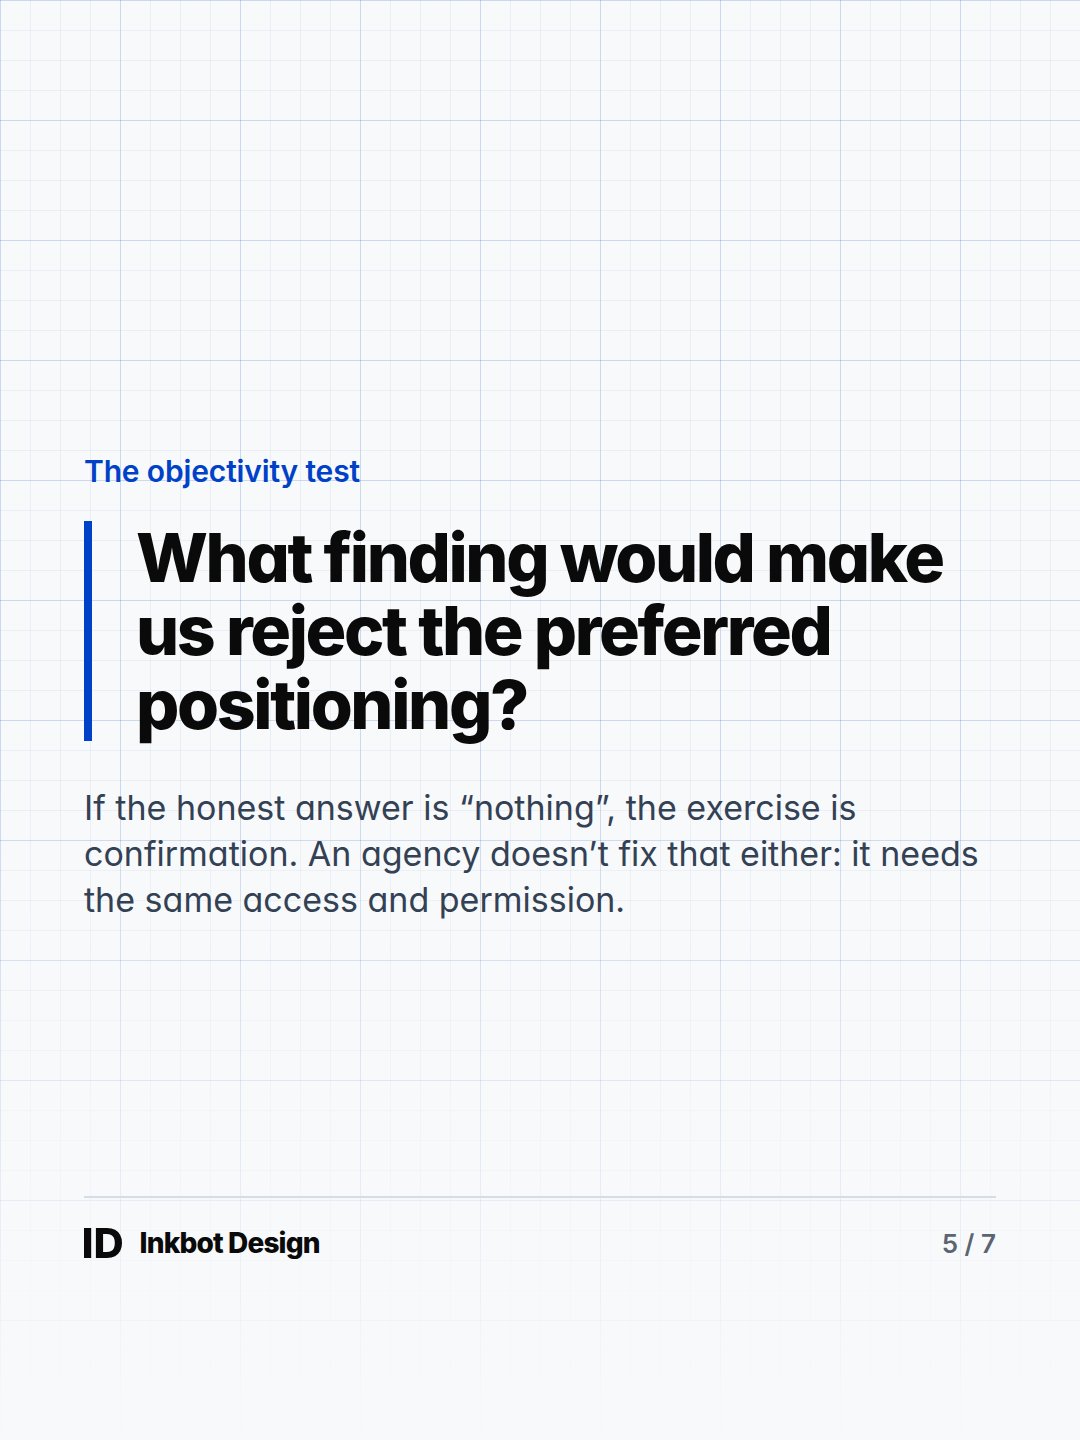 The objectivity test
What finding would make
us reject the preferred
positioning?
If the honest answer is “nothing”, the exercise is
confirmation. An agency doesn’t fix that either: it needs
the same access and permission.
ID Inkbot Design
5 / 7